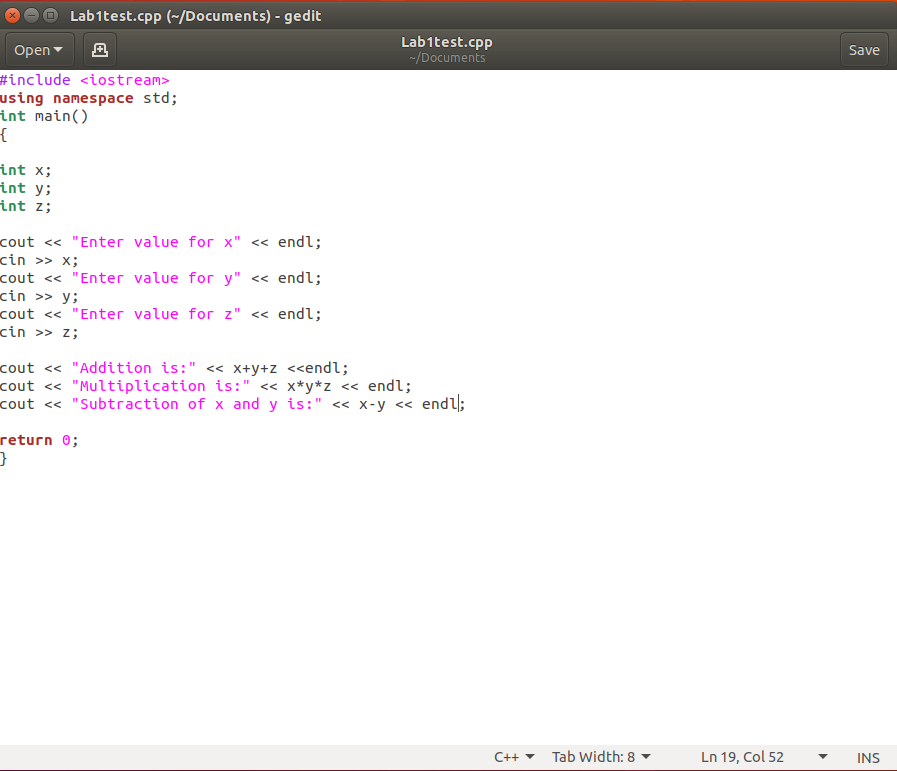 Lab1test.cpp (~/Documents) - gedit
Open
Lab1test.cpp
~/Documents
Save
#include <iostream>
using namespace std;
int main()
{
int x;
int y;
int z;
cout << "Enter value for x" << endl;
cin >> x;
cout << "Enter value for y" << endl;
cin >> y;
cout << "Enter value for z" << endl;
cin >> z;
cout << "Addition is:" << x+y+z <<endl;
cout << "Multiplication is:" << x*y*z << endl;
cout << "Subtraction of x and y is:" << x-y << endl;
return 0;
}
C++ Tab Width: 8 Ln 19, Col 52 INS